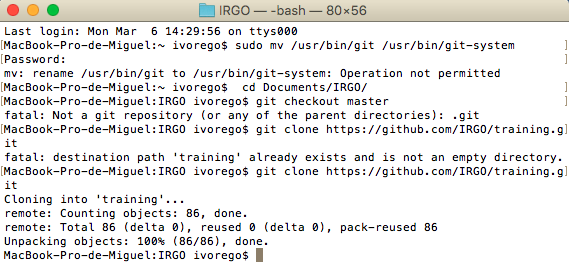 IRGO — -bash — 80×56
Last login: Mon Mar  6 14:29:56 on ttys000
[MacBook-Pro-de-Miguel:~ ivorego$ sudo mv /usr/bin/git /usr/bin/git-system ]
[Password: ]
mv: rename /usr/bin/git to /usr/bin/git-system: Operation not permitted
[MacBook-Pro-de-Miguel:~ ivorego$  cd Documents/IRGO/ ]
[MacBook-Pro-de-Miguel:IRGO ivorego$ git checkout master ]
fatal: Not a git repository (or any of the parent directories): .git
[MacBook-Pro-de-Miguel:IRGO ivorego$ git clone https://github.com/IRGO/training.g]
it
fatal: destination path 'training' already exists and is not an empty directory.
[MacBook-Pro-de-Miguel:IRGO ivorego$ git clone https://github.com/IRGO/training.g]
it
Cloning into 'training'...
remote: Counting objects: 86, done.
remote: Total 86 (delta 0), reused 0 (delta 0), pack-reused 86
Unpacking objects: 100% (86/86), done.
MacBook-Pro-de-Miguel:IRGO ivorego$